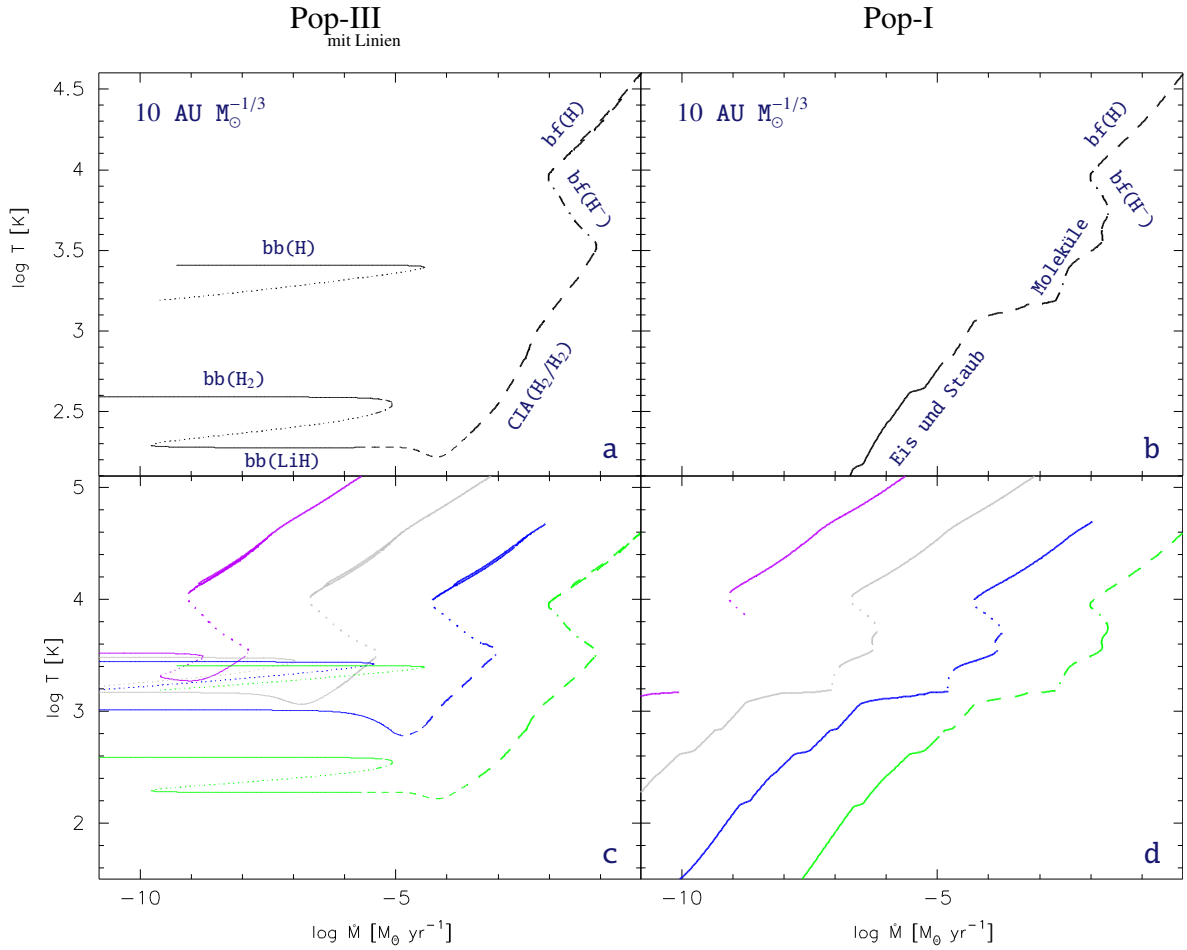 Pop-III
mit Linien
Pop-I
10 AU M⊙^−1/3
bf(H)
bf(H⁻)
bb(H)
bb(H₂)
bb(LiH)
CIA(H₂/H₂)
a
4.5
4
3.5
3
2.5
log T [K]
10 AU M⊙^−1/3
bf(H)
bf(H⁻)
Moleküle
Eis und Staub
b
5
4
3
2
log T [K]
c
d
−10
−5
−10
−5
log Ṁ [M⊙ yr⁻¹]
log Ṁ [M⊙ yr⁻¹]